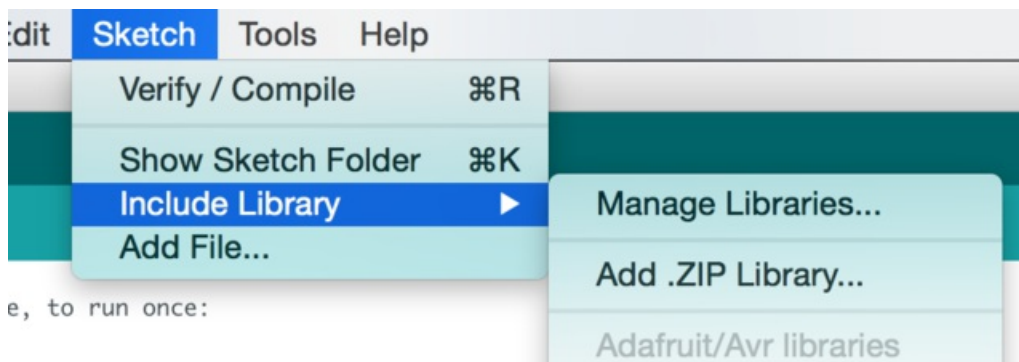 Edit Sketch Tools Help
Verify / Compile ⌘R
Show Sketch Folder ⌘K
Include Library ▶
Add File...
Manage Libraries...
Add .ZIP Library...
Adafruit/Avr libraries
e, to run once: